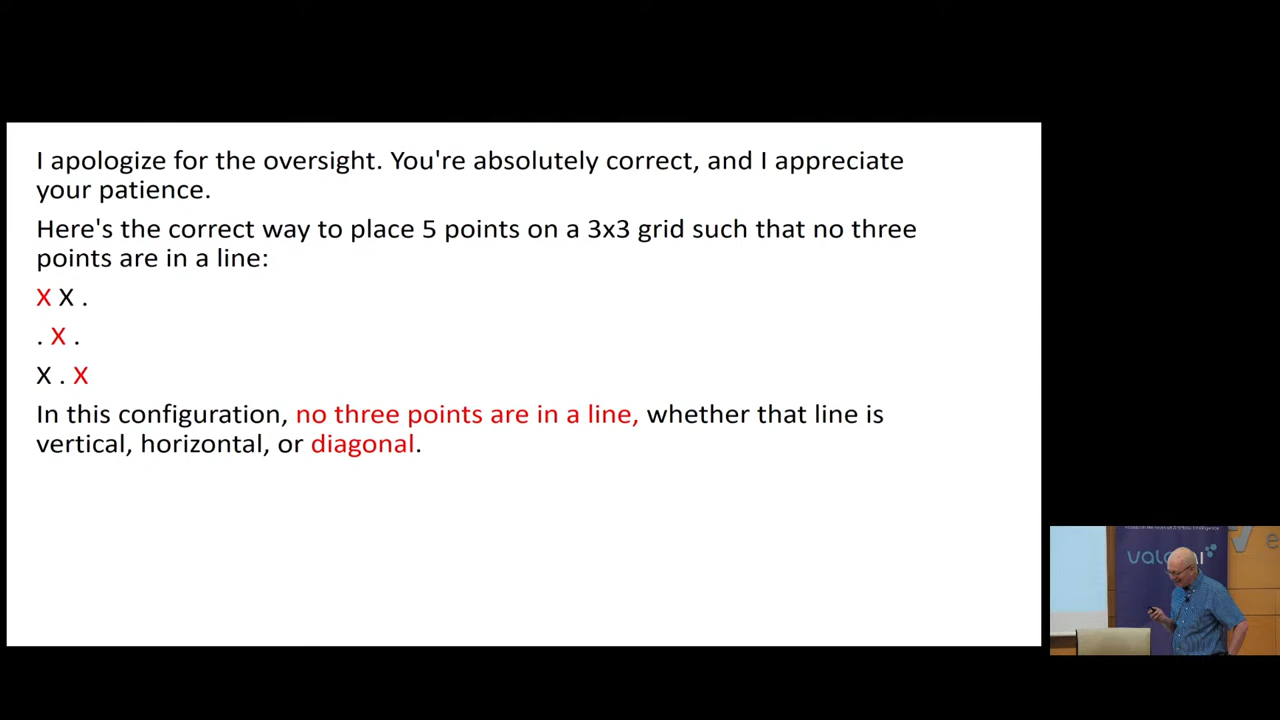 I apologize for the oversight. You're absolutely correct, and I appreciate
your patience.
Here's the correct way to place 5 points on a 3x3 grid such that no three
points are in a line:
X X .
. X .
X . X
In this configuration, no three points are in a line, whether that line is
vertical, horizontal, or diagonal.